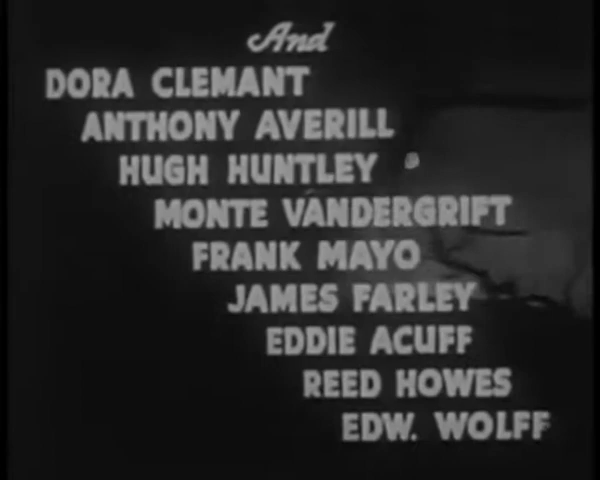 And
DORA CLEMANT
ANTHONY AVERILL
HUGH HUNTLEY
MONTE VANDERGRIFT
FRANK MAYO
JAMES FARLEY
EDDIE ACUFF
REED HOWES
EDW. WOLFF